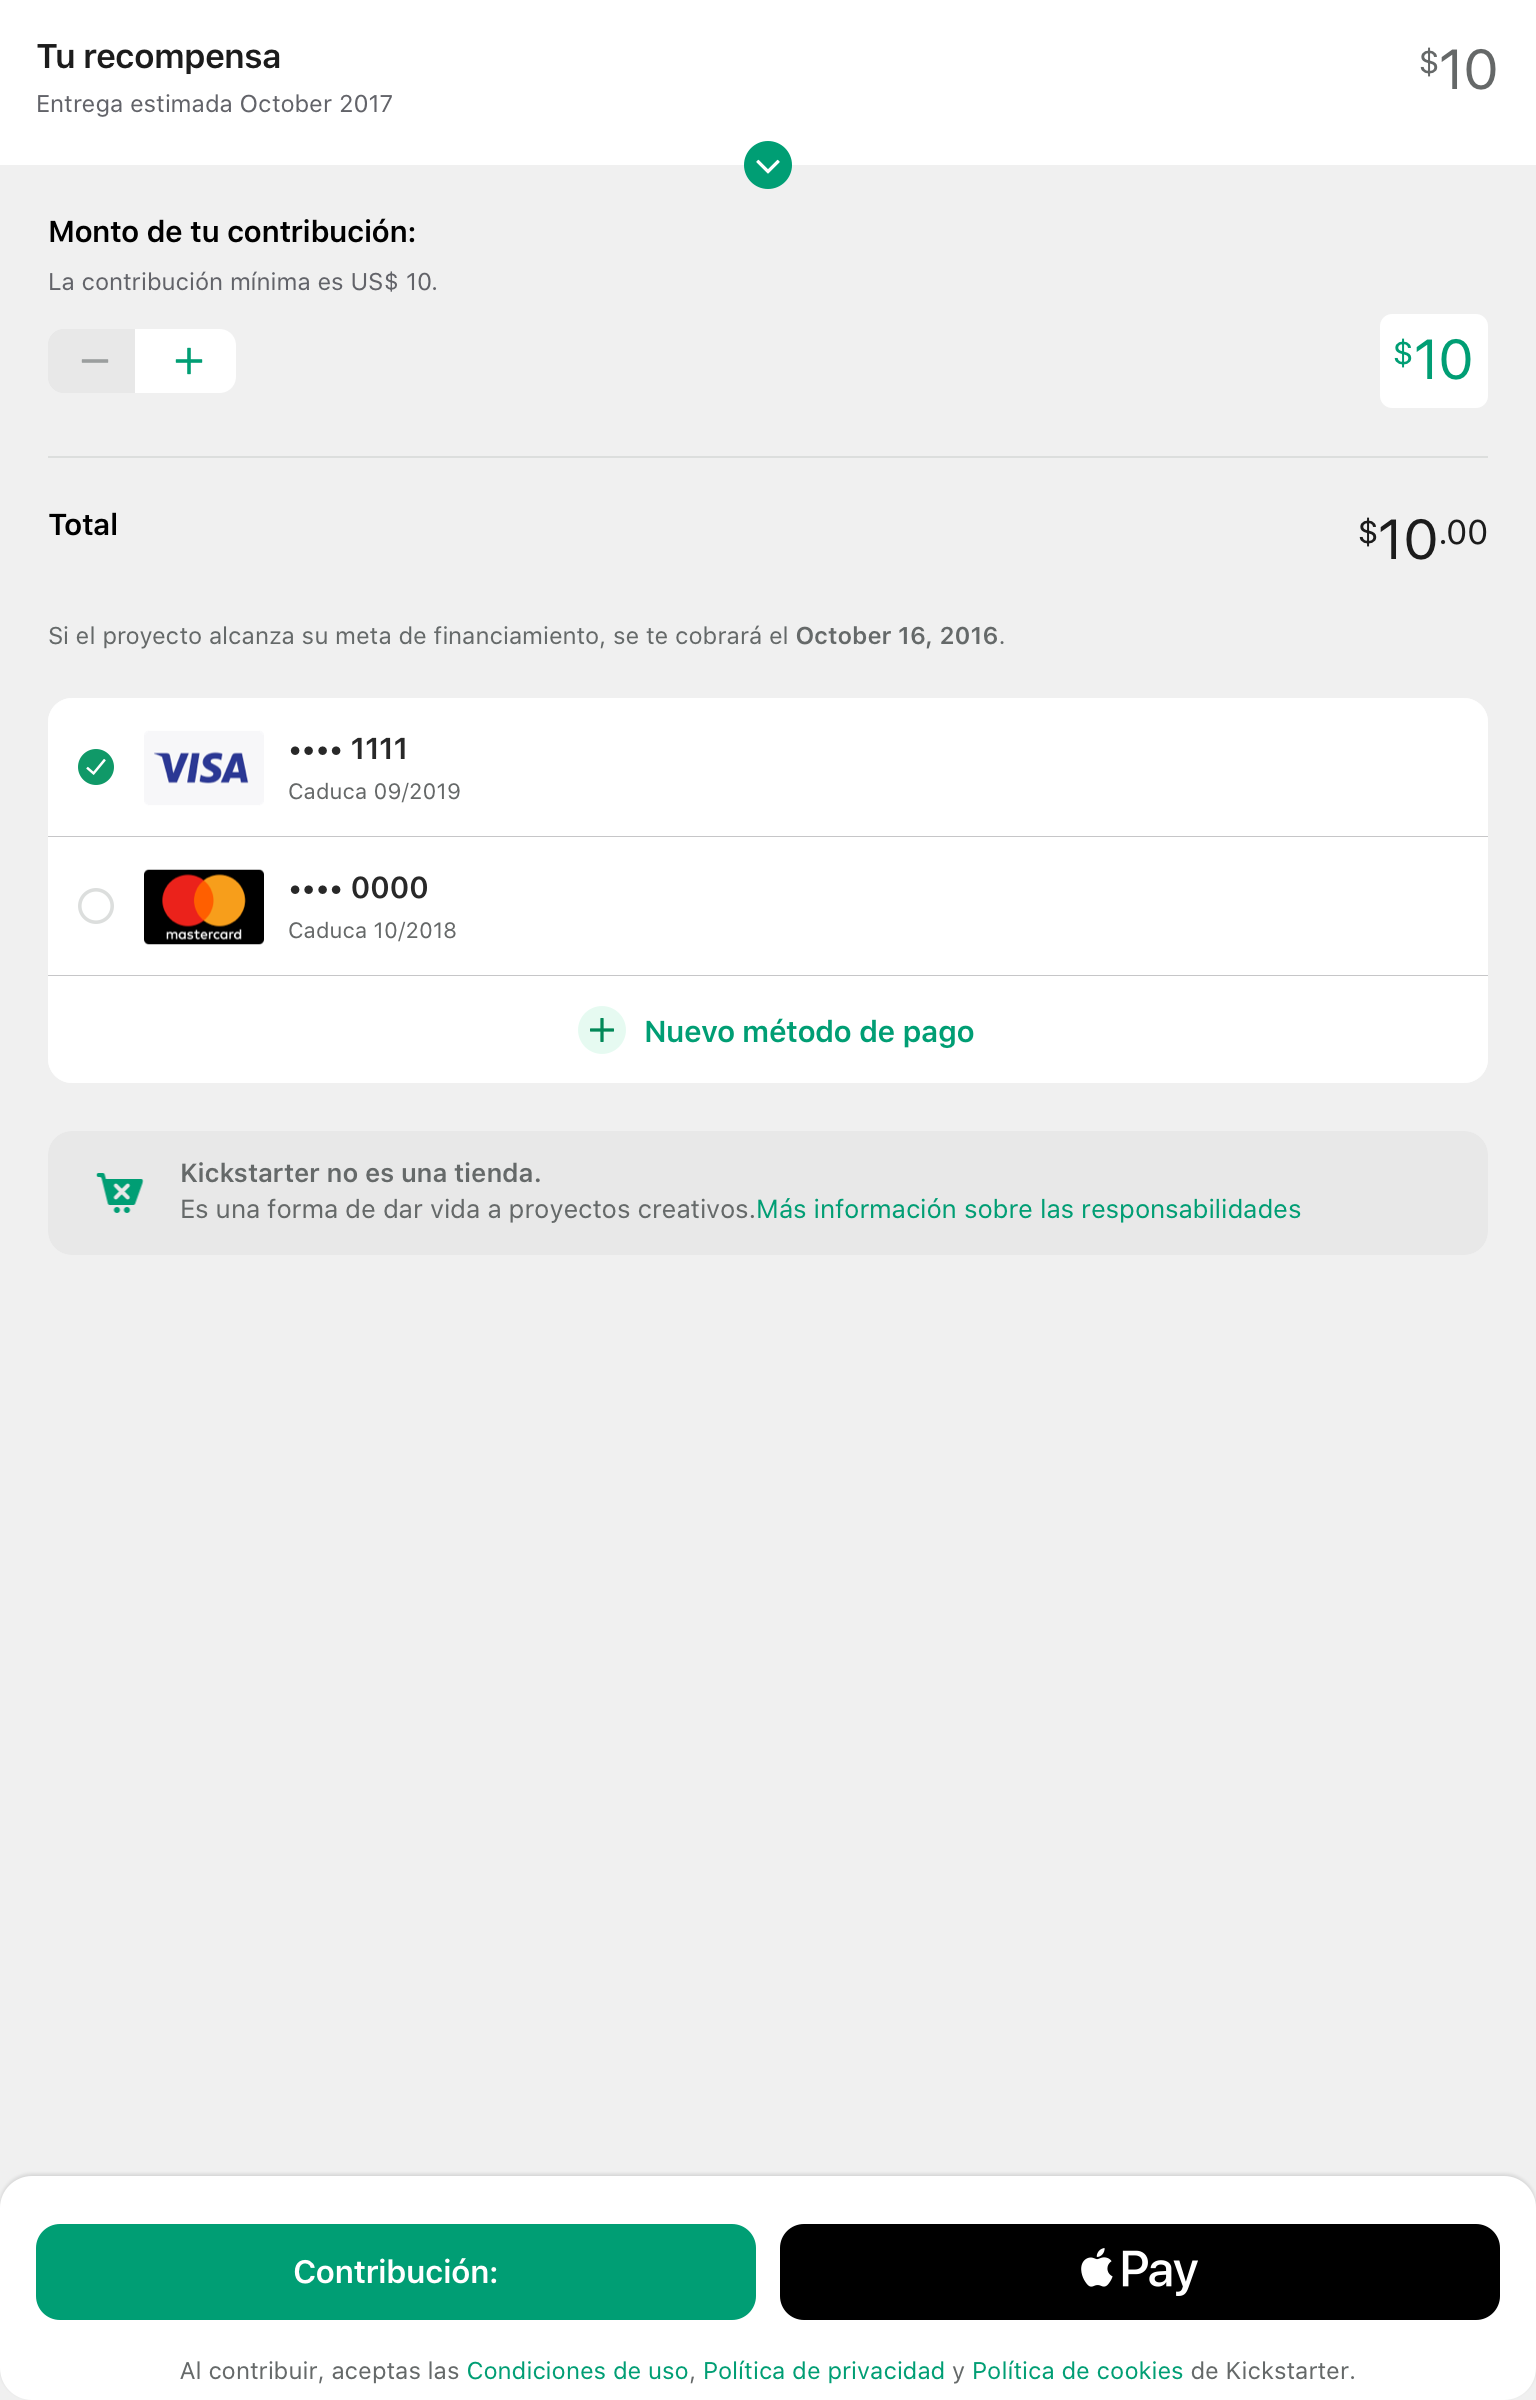 Tu recompensa
$10
Entrega estimada October 2017
Monto de tu contribución:
La contribución mínima es US$ 10.
$10
Total
$10.00
Si el proyecto alcanza su meta de financiamiento, se te cobrará el October 16, 2016.
VISA
•••• 1111
Caduca 09/2019
mastercard
•••• 0000
Caduca 10/2018
Nuevo método de pago
Kickstarter no es una tienda.
Es una forma de dar vida a proyectos creativos.Más información sobre las responsabilidades
Contribución:
Pay
Al contribuir, aceptas las Condiciones de uso, Política de privacidad y Política de cookies de Kickstarter.